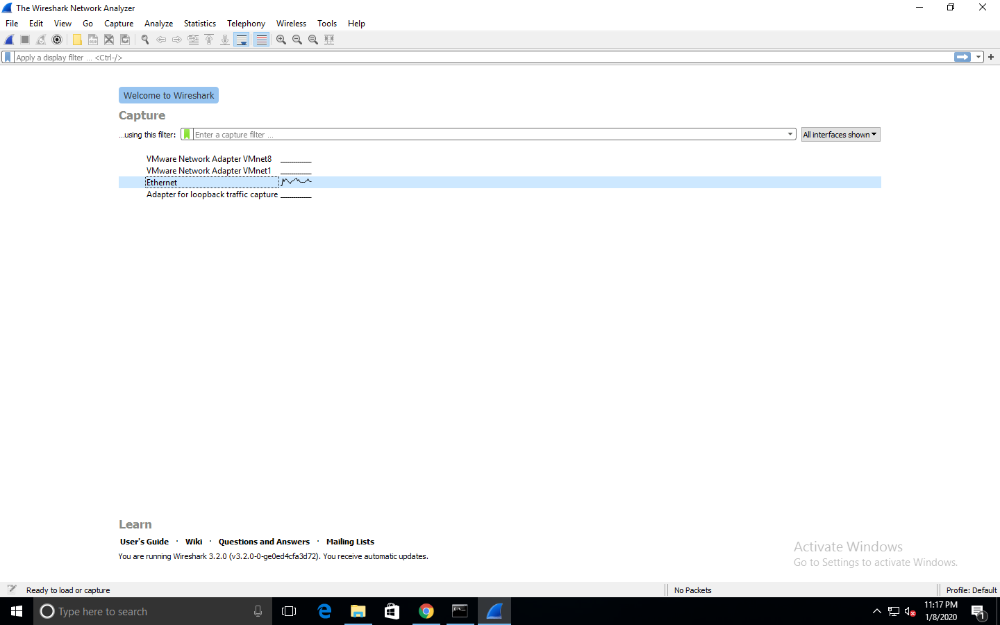 The Wireshark Network Analyzer
File Edit View Go Capture Analyze Statistics Telephony Wireless Tools Help
Apply a display filter ... <Ctrl-/>
Welcome to Wireshark
Capture
...using this filter: Enter a capture filter ... All interfaces shown
VMware Network Adapter VMnet8
VMware Network Adapter VMnet1
Ethernet
Adapter for loopback traffic capture
Learn
User's Guide · Wiki · Questions and Answers · Mailing Lists
You are running Wireshark 3.2.0 (v3.2.0-0-ge0ed4cfa3d72). You receive automatic updates.
Activate Windows
Go to Settings to activate Windows.
Ready to load or capture No Packets Profile: Default
Type here to search
11:17 PM
1/8/2020
1